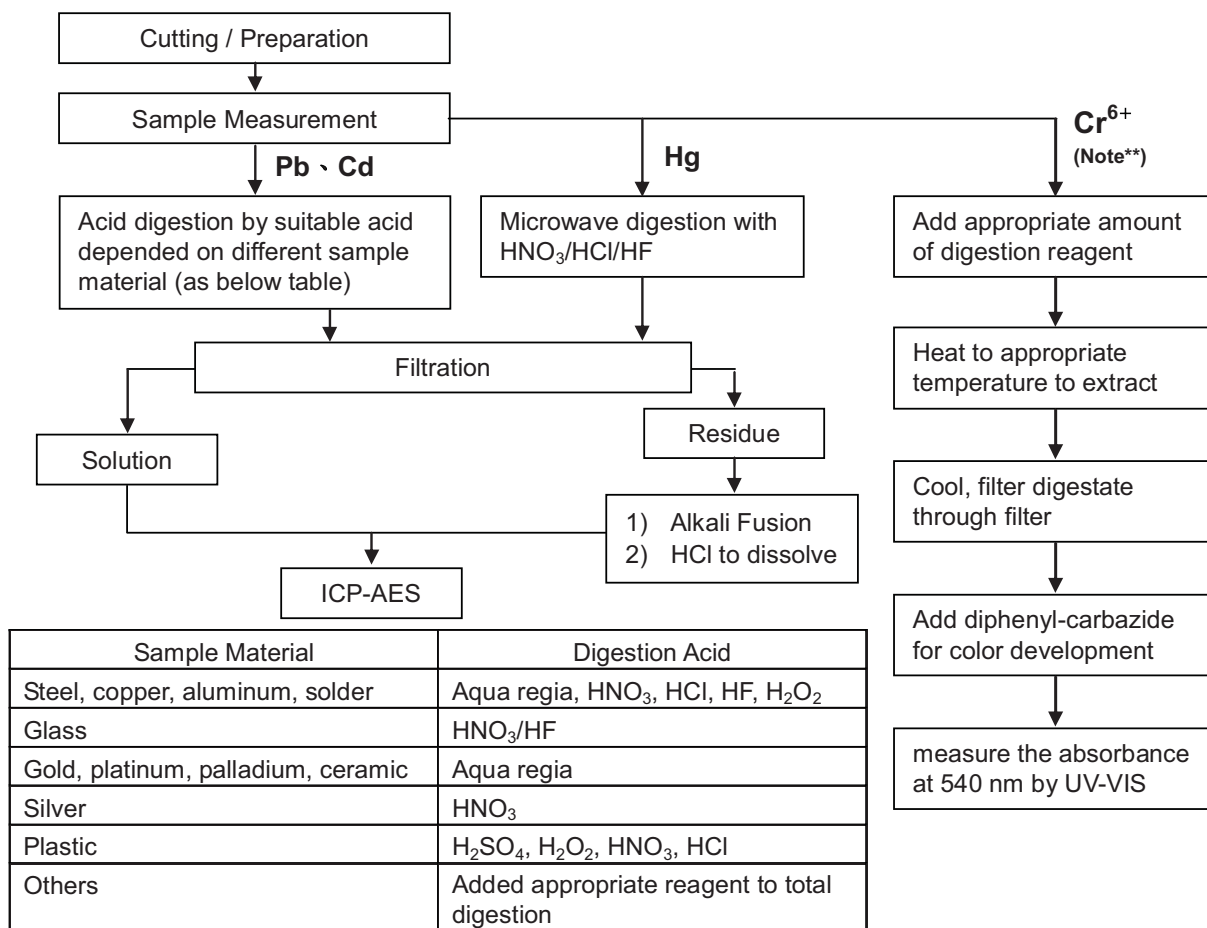 Cutting / Preparation
Sample Measurement
Pb、Cd
Hg
Cr⁶⁺
(Note**)
Acid digestion by suitable acid
depended on different sample
material (as below table)
Microwave digestion with
HNO₃/HCl/HF
Add appropriate amount
of digestion reagent
Filtration
Heat to appropriate
temperature to extract
Solution
Residue
1) Alkali Fusion
2) HCl to dissolve
Cool, filter digestate
through filter
ICP-AES
Add diphenyl-carbazide
for color development
measure the absorbance
at 540 nm by UV-VIS
Sample Material Digestion Acid
Steel, copper, aluminum, solder Aqua regia, HNO₃, HCl, HF, H₂O₂
Glass HNO₃/HF
Gold, platinum, palladium, ceramic Aqua regia
Silver HNO₃
Plastic H₂SO₄, H₂O₂, HNO₃, HCl
Others Added appropriate reagent to total
digestion